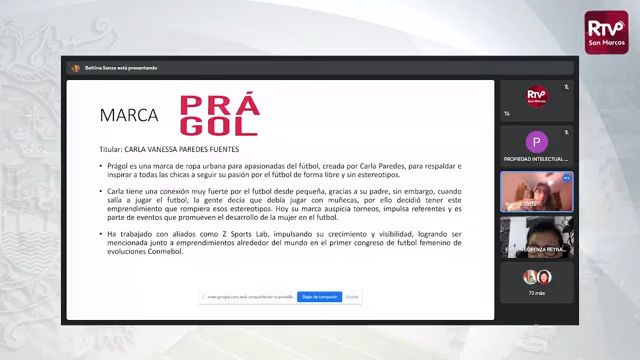 RTVº
San Marcos
Bettina Sonza está presentando
MARCA PRÁ
GOL
Titular: CARLA VANESSA PAREDES FUENTES
• Prágol es una marca de ropa urbana para apasionadas del fútbol, creada por Carla Paredes, para respaldar e
inspirar a todas las chicas a seguir su pasión por el fútbol de forma libre y sin estereotipos.
• Carla tiene una conexión muy fuerte por el futbol desde pequeña, gracias a su padre, sin embargo, cuando
salía a jugar el futbol, la gente decía que debía jugar con muñecas, por ello decidió tener este
emprendimiento que rompiera con esos estereotipos. Hoy su marca auspicia torneos, impulsa referentes y es
parte de eventos que promueven el desarrollo de la mujer en el futbol.
• Ha trabajado con aliados como Z Sports Lab, impulsando su crecimiento y visibilidad, logrando ser
mencionada junto a emprendimientos alrededor del mundo en el primer congreso de futbol femenino de
evoluciones Conmebol.
meet.google.com está compartiendo tu pantalla.
Dejar de compartir
Ocultar
RTVº
San Marcos
Tú
P
PROPIEDAD INTELECTUAL ...
LORENZA REYNA...
72 más